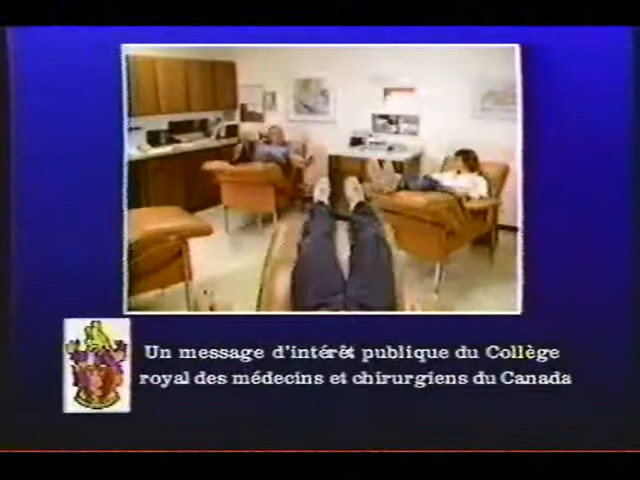 Un message d'intérêt publique du Collège
royal des médecins et chirurgiens du Canada